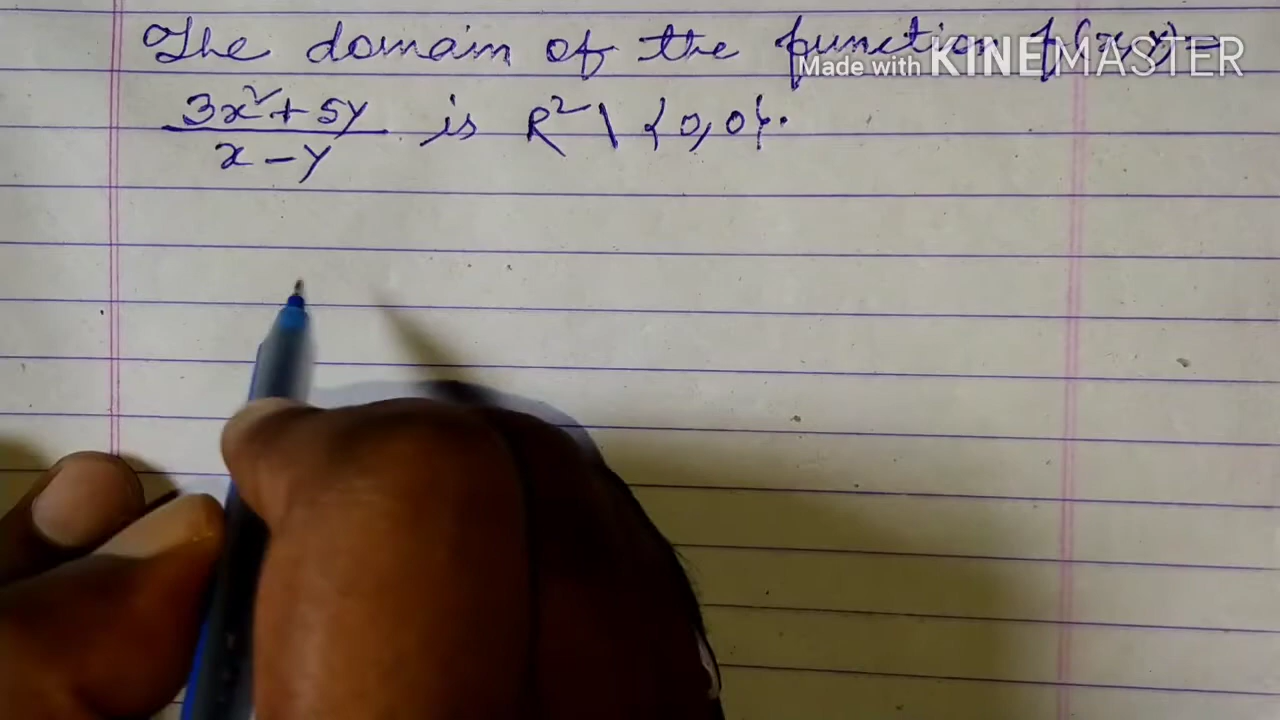 The domain of the function f(x,y)=
Made with KINEMASTER
3x²+5y
x-y
is R² \ {0,0}.